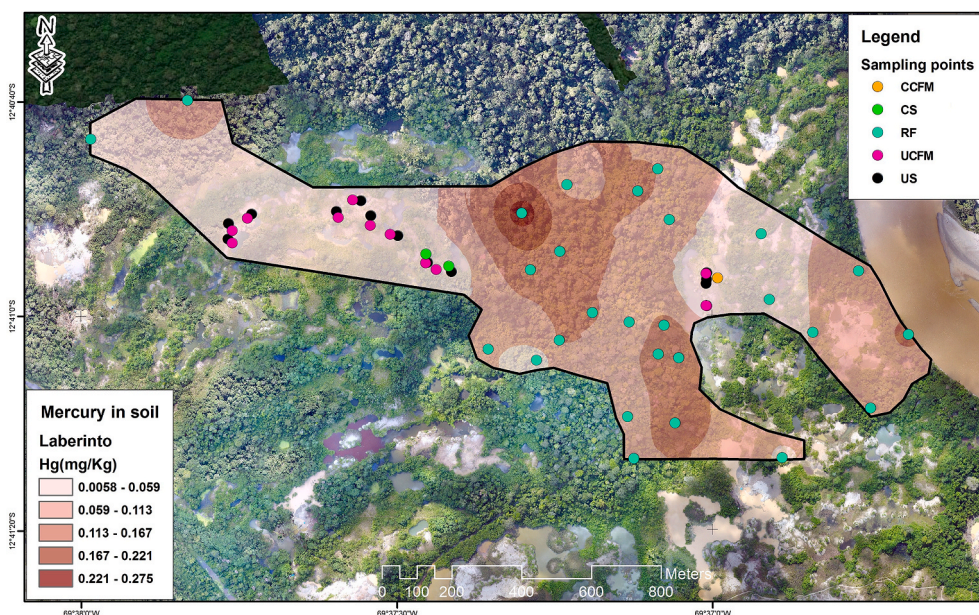 N
Legend
Sampling points
CCFM
CS
RF
UCFM
US
12°40'40"S
12°41'0"S
12°41'20"S
Mercury in soil
Laberinto
Hg(mg/Kg)
0.0058 - 0.059
0.059 - 0.113
0.113 - 0.167
0.167 - 0.221
0.221 - 0.275
Meters
0 100 200 400 600 800
69°38'0"W
69°37'30"W
69°37'0"W